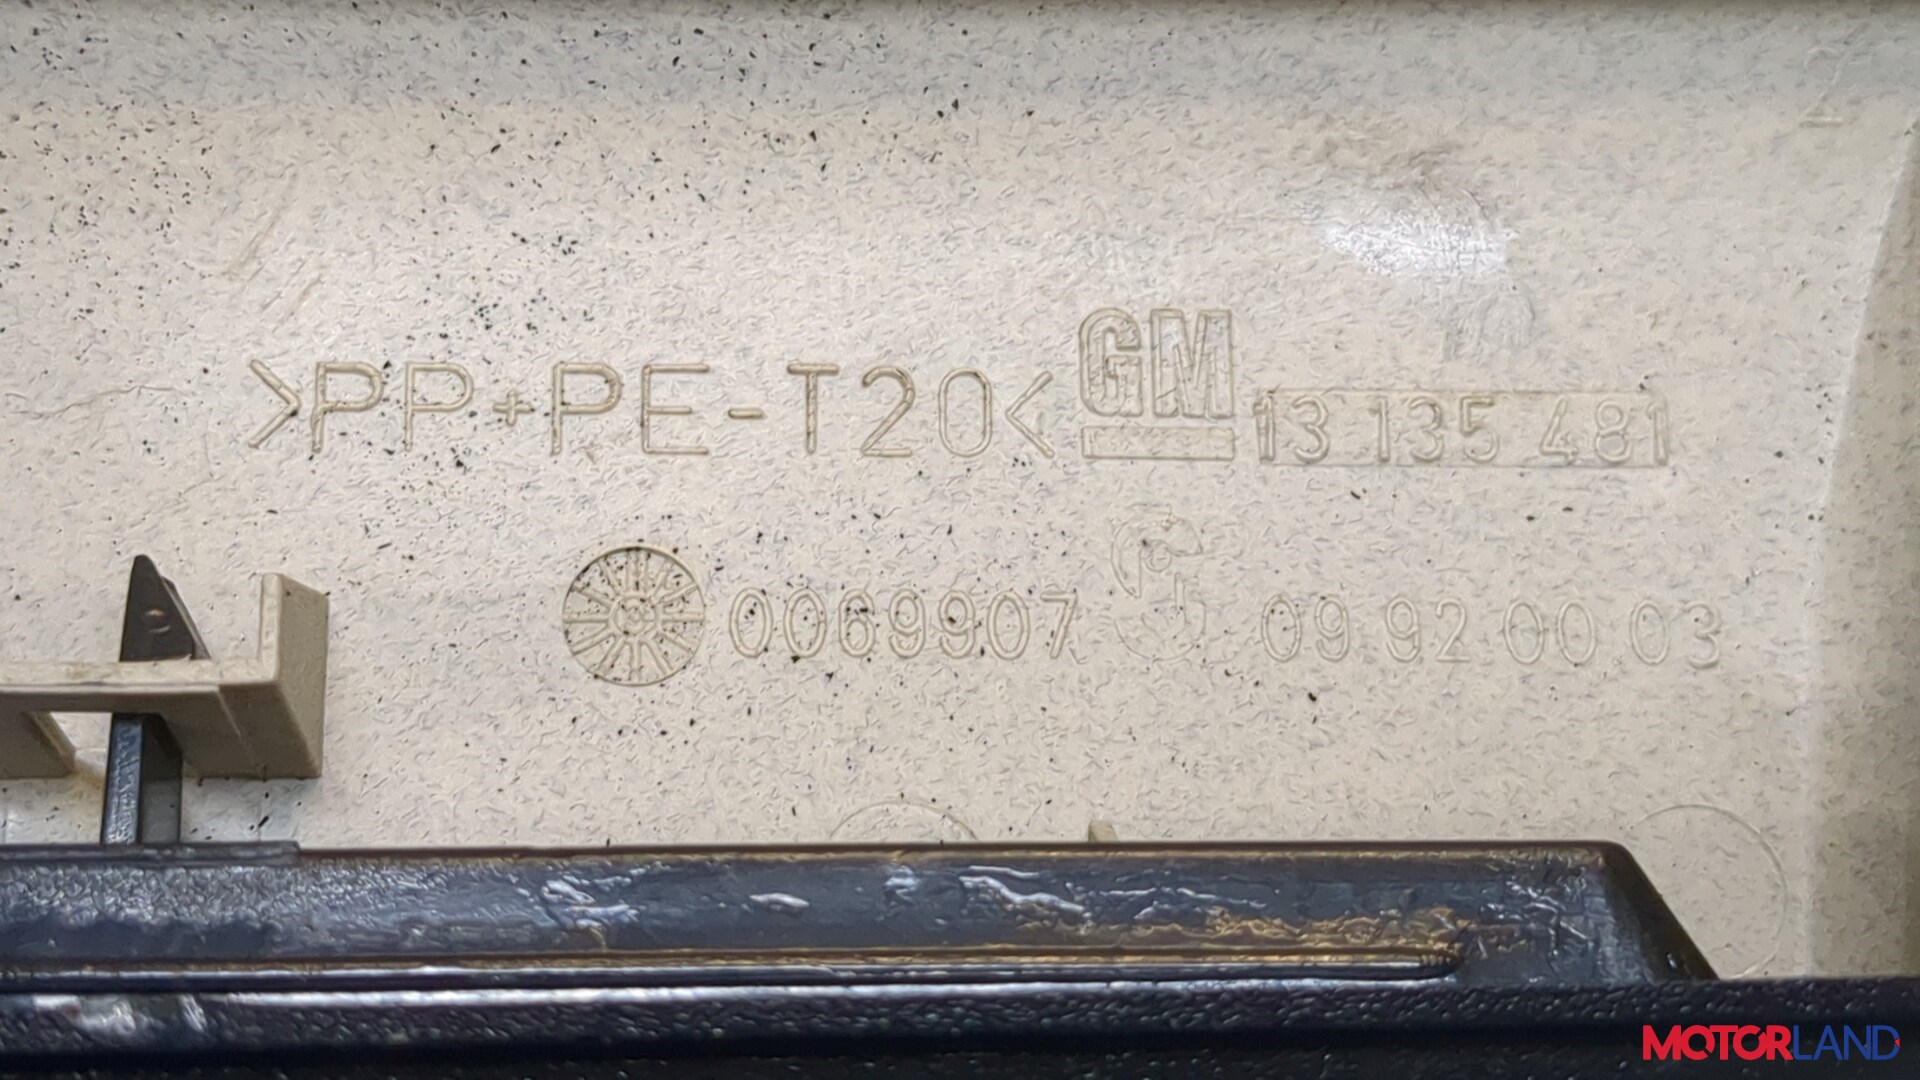 >PP+PE-T20< GM 13 135 481
0069907 09 92 00 03
MOTORLAND